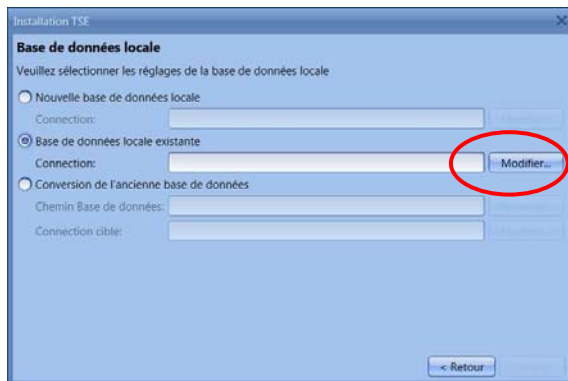 Installation TSE
Base de données locale
Veuillez sélectionner les réglages de la base de données locale
Nouvelle base de données locale
Connection:
Base de données locale existante
Connection: Modifier...
Conversion de l'ancienne base de données
Chemin Base de données:
Connection cible:
< Retour